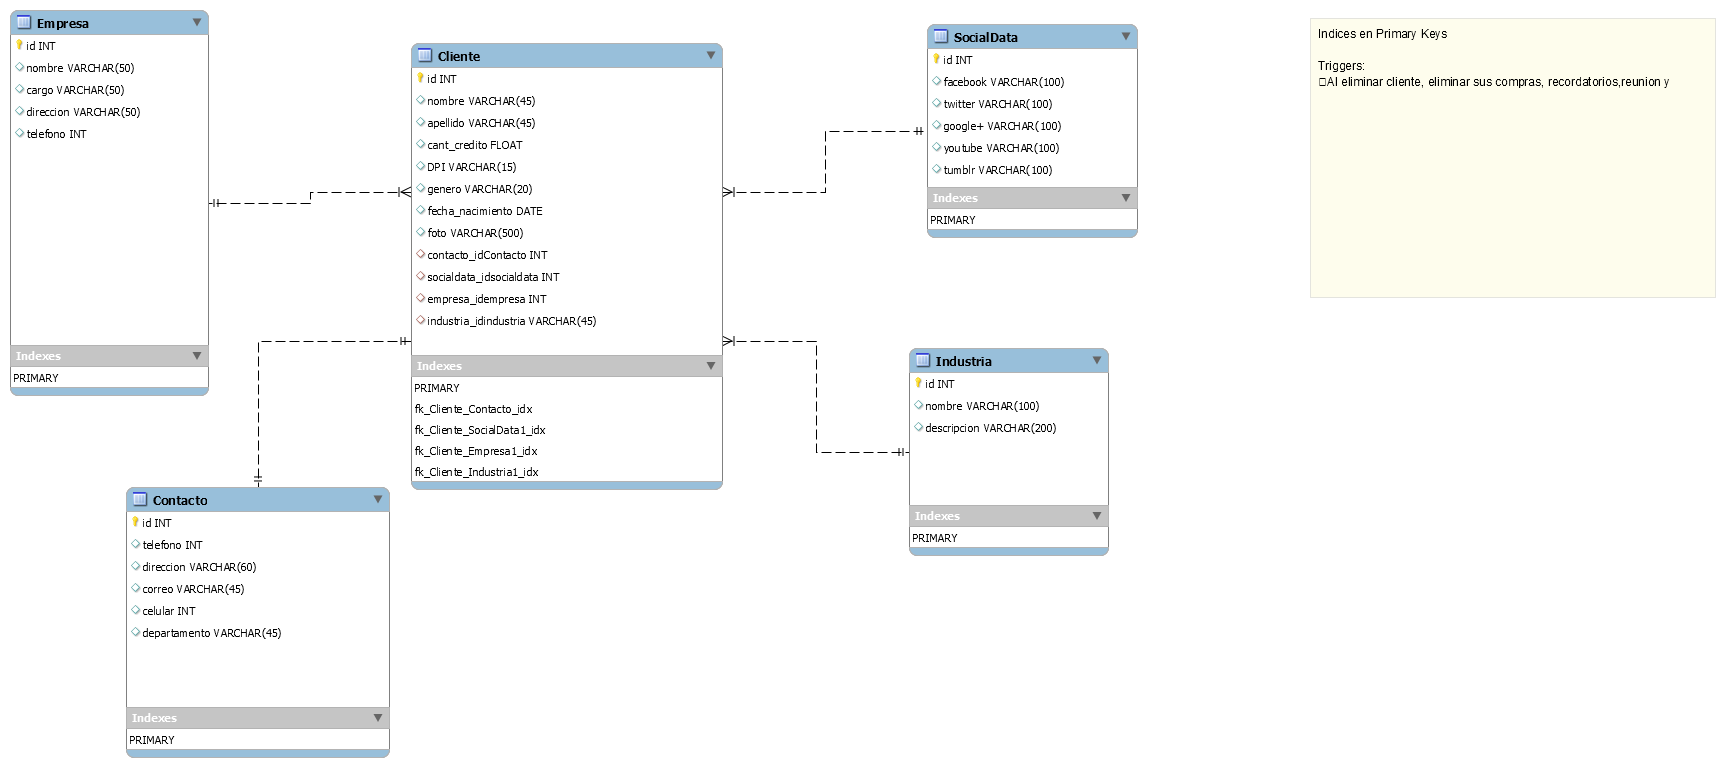 Empresa
id INT
nombre VARCHAR(50)
cargo VARCHAR(50)
direccion VARCHAR(50)
telefono INT
Indexes
PRIMARY
Cliente
id INT
nombre VARCHAR(45)
apellido VARCHAR(45)
cant_credito FLOAT
DPI VARCHAR(15)
genero VARCHAR(20)
fecha_nacimiento DATE
foto VARCHAR(500)
contacto_idContacto INT
socialdata_idsocialdata INT
empresa_idempresa INT
industria_idindustria VARCHAR(45)
Indexes
PRIMARY
fk_Cliente_Contacto_idx
fk_Cliente_SocialData1_idx
fk_Cliente_Empresa1_idx
fk_Cliente_Industria1_idx
SocialData
id INT
facebook VARCHAR(100)
twitter VARCHAR(100)
google+ VARCHAR(100)
youtube VARCHAR(100)
tumblr VARCHAR(100)
Indexes
PRIMARY
Indices en Primary Keys
Triggers:
Al eliminar cliente, eliminar sus compras, recordatorios,reunion y
Contacto
id INT
telefono INT
direccion VARCHAR(60)
correo VARCHAR(45)
celular INT
departamento VARCHAR(45)
Indexes
PRIMARY
Industria
id INT
nombre VARCHAR(100)
descripcion VARCHAR(200)
Indexes
PRIMARY